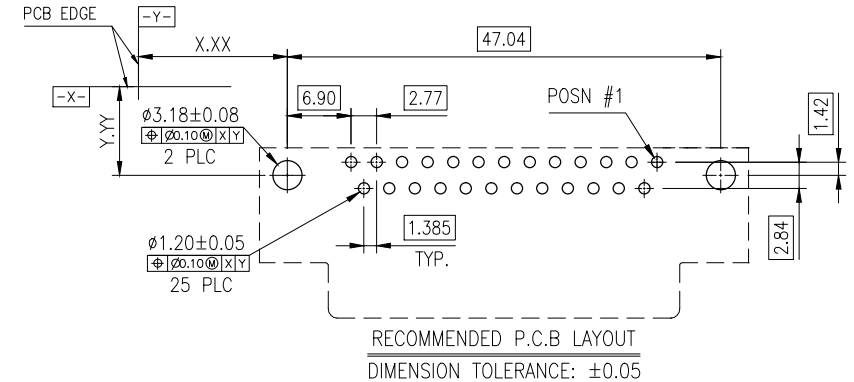 PCB EDGE
-Y-
X.XX
47.04
-X-
6.90
2.77
POSN #1
1.42
Y.YY
ø3.18±0.08
⌖ Ø0.10Ⓜ X Y
2 PLC
ø1.20±0.05
⌖ Ø0.10Ⓜ X Y
25 PLC
1.385
TYP.
2.84
RECOMMENDED P.C.B LAYOUT
DIMENSION TOLERANCE: ±0.05